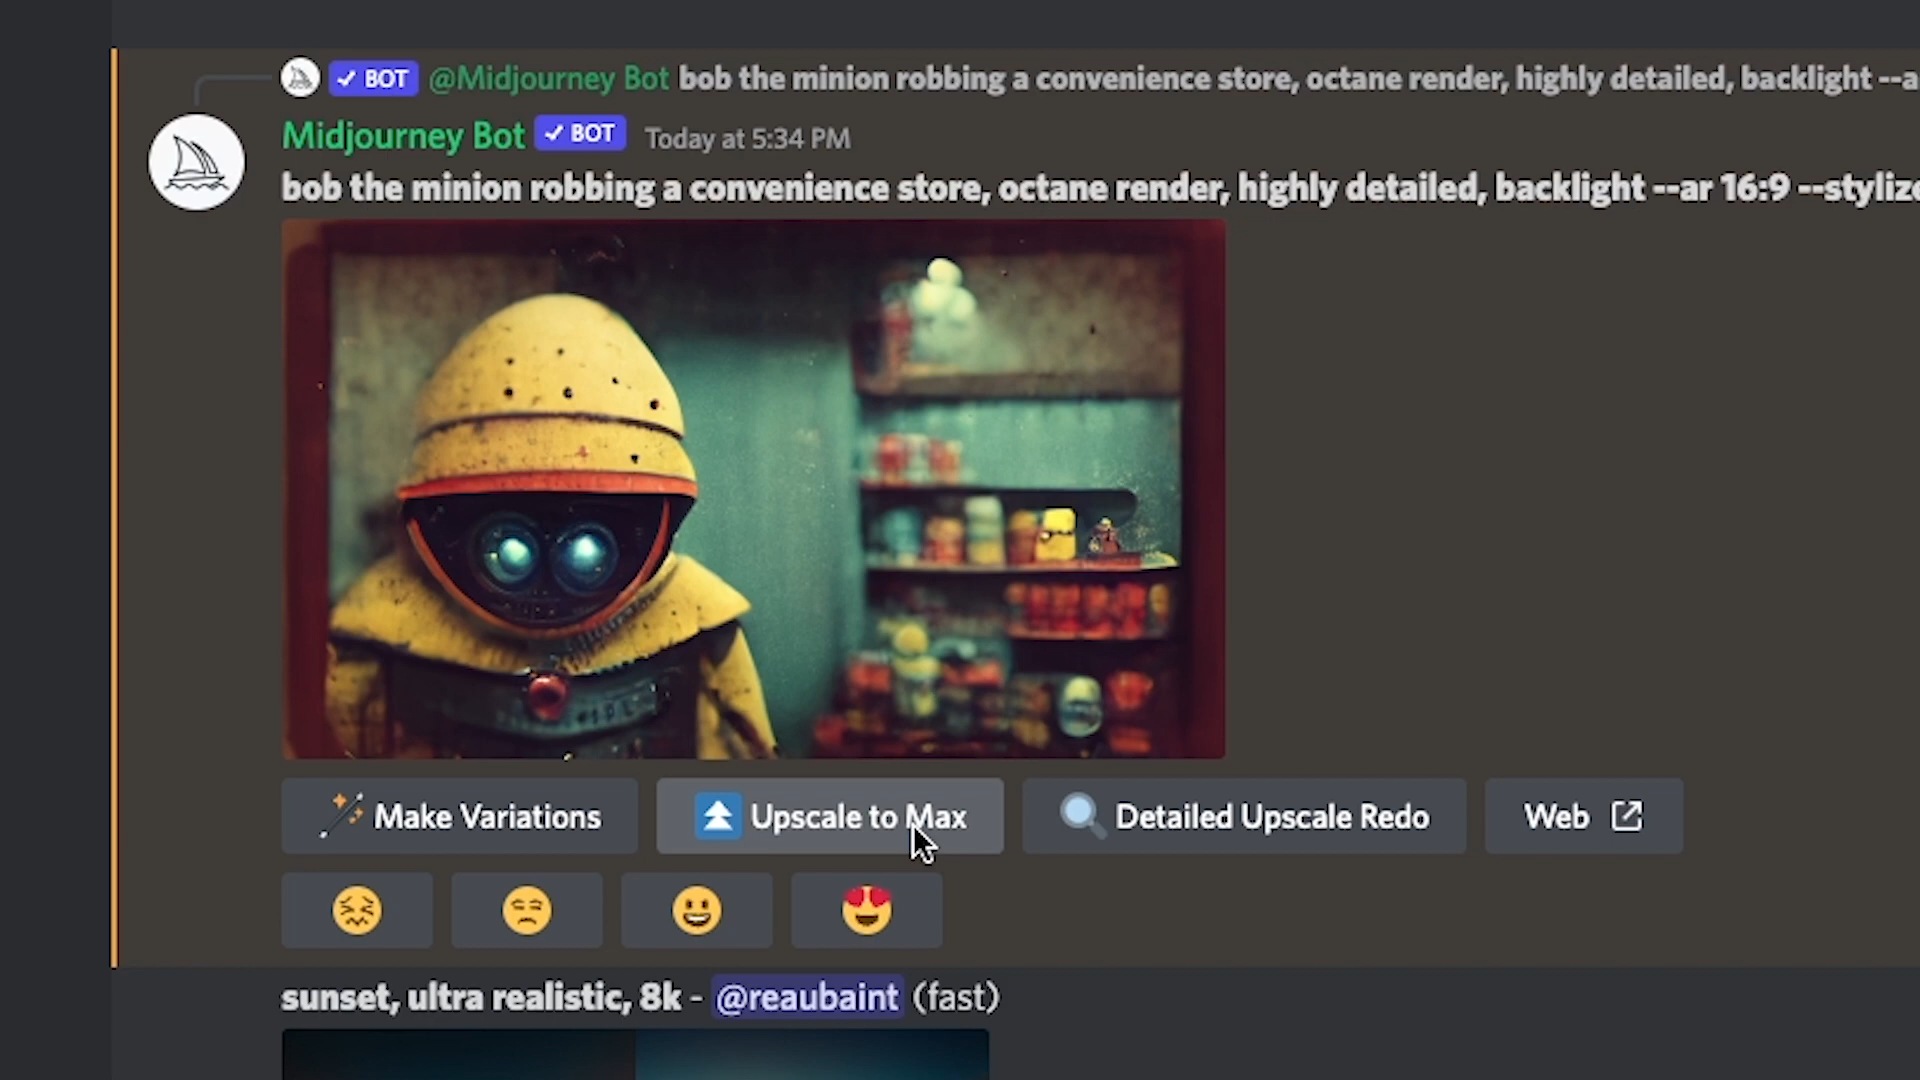 BOT @Midjourney Bot bob the minion robbing a convenience store, octane render, highly detailed, backlight --a
Midjourney Bot BOT Today at 5:34 PM
bob the minion robbing a convenience store, octane render, highly detailed, backlight --ar 16:9 --stylize
Make Variations Upscale to Max Detailed Upscale Redo Web
sunset, ultra realistic, 8k - @reaubaint (fast)